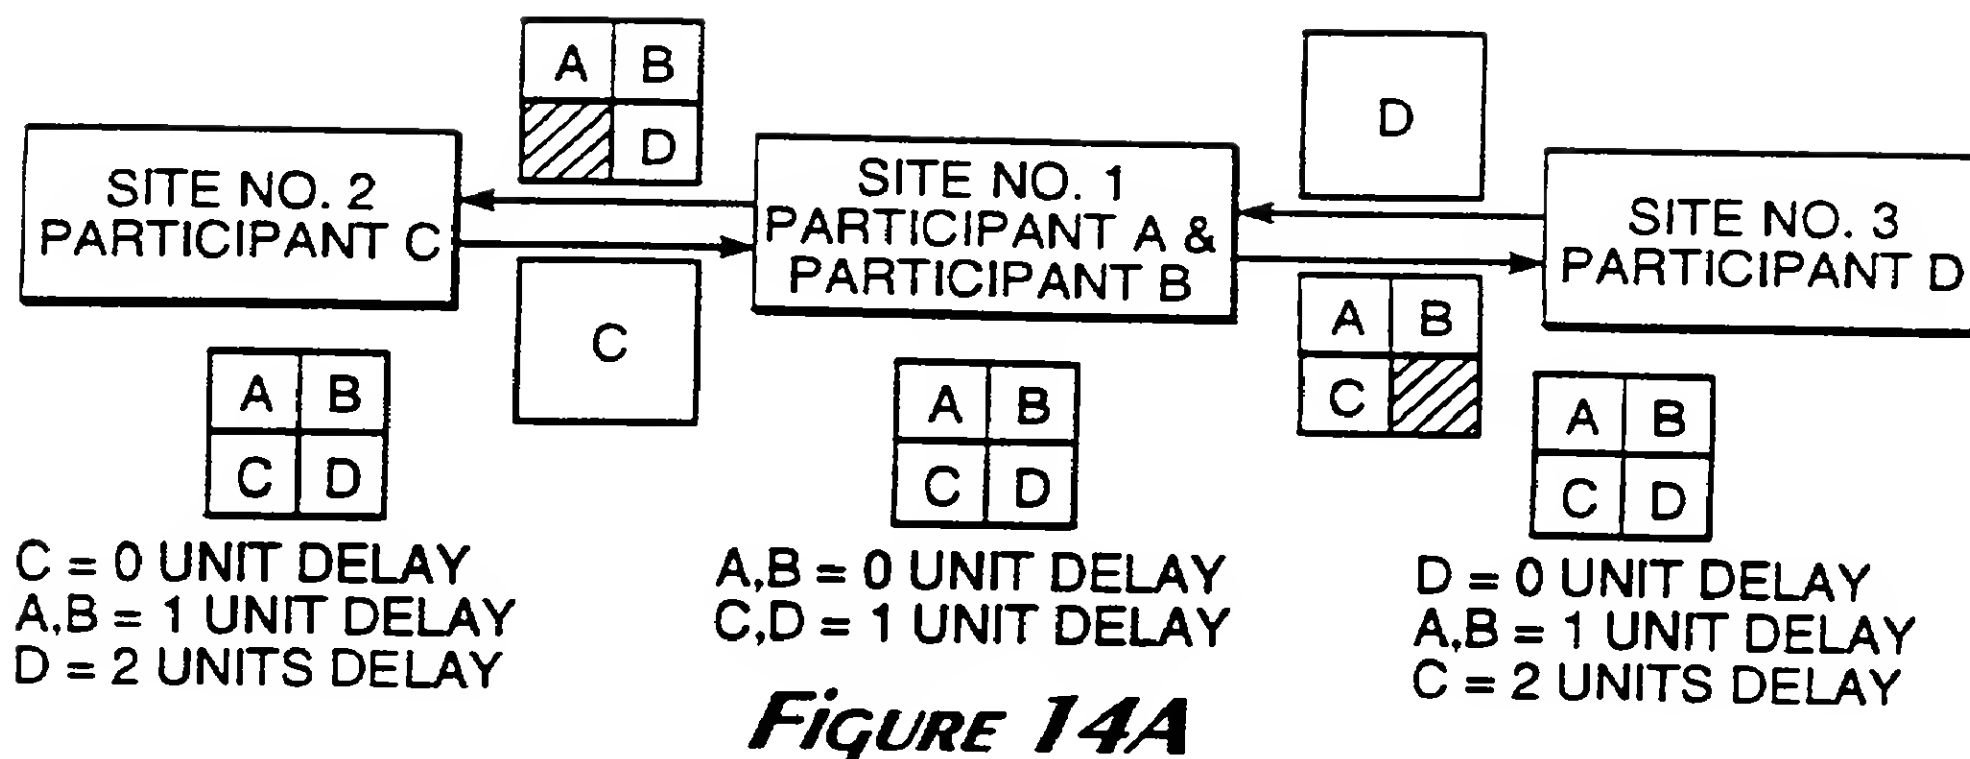 A B
D
D
SITE NO. 2
PARTICIPANT C
SITE NO. 1
PARTICIPANT A &
PARTICIPANT B
SITE NO. 3
PARTICIPANT D
C
A B
C
A B
C D
A B
C D
A B
C D
C = 0 UNIT DELAY
A,B = 1 UNIT DELAY
D = 2 UNITS DELAY
A,B = 0 UNIT DELAY
C,D = 1 UNIT DELAY
D = 0 UNIT DELAY
A,B = 1 UNIT DELAY
C = 2 UNITS DELAY
FIGURE 14A